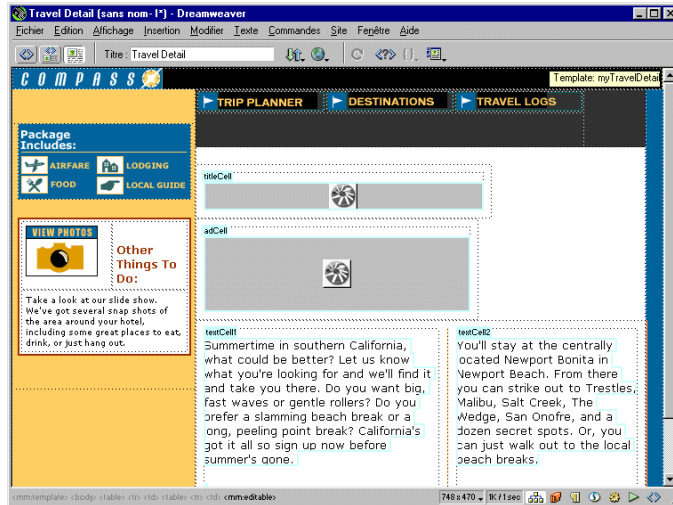 Travel Detail (sans nom- l*) - Dreamweaver
Fichier Edition Affichage Insertion Modifier Texte Commandes Site Fenêtre Aide
Titre : Travel Detail
COMPASS
Template: myTravelDetail
TRIP PLANNER DESTINATIONS TRAVEL LOGS
Package
Includes:
AIRFARE LODGING
FOOD LOCAL GUIDE
titleCell
adCell
VIEW PHOTOS
Other
Things To
Do:
Take a look at our slide show.
We've got several snap shots of
the area around your hotel,
including some great places to eat,
drink, or just hang out.
textCell1
Summertime in southern California,
what could be better? Let us know
what you're looking for and we'll find it
and take you there. Do you want big,
fast waves or gentle rollers? Do you
prefer a slamming beach break or a
long, peeling point break? California's
got it all so sign up now before
summer's gone.
textCell2
You'll stay at the centrally
located Newport Bonita in
Newport Beach. From there
you can strike out to Trestles,
Malibu, Salt Creek, The
Wedge, San Onofre, and a
dozen secret spots. Or, you
can just walk out to the local
beach breaks.
<mm:template> <body> <table> <tr> <td> <table> <tr> <td> <mm:editable>
748 x 470 1K / 1 sec